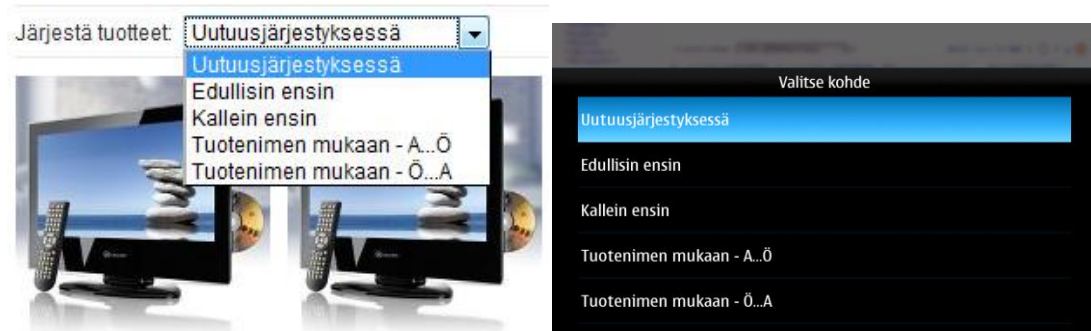 Järjestä tuotteet: Uutuusjärjestyksessä
Uutuusjärjestyksessä
Edullisin ensin
Kallein ensin
Tuotenimen mukaan - A...Ö
Tuotenimen mukaan - Ö...A
Valitse kohde
Uutuusjärjestyksessä
Edullisin ensin
Kallein ensin
Tuotenimen mukaan - A...Ö
Tuotenimen mukaan - Ö...A